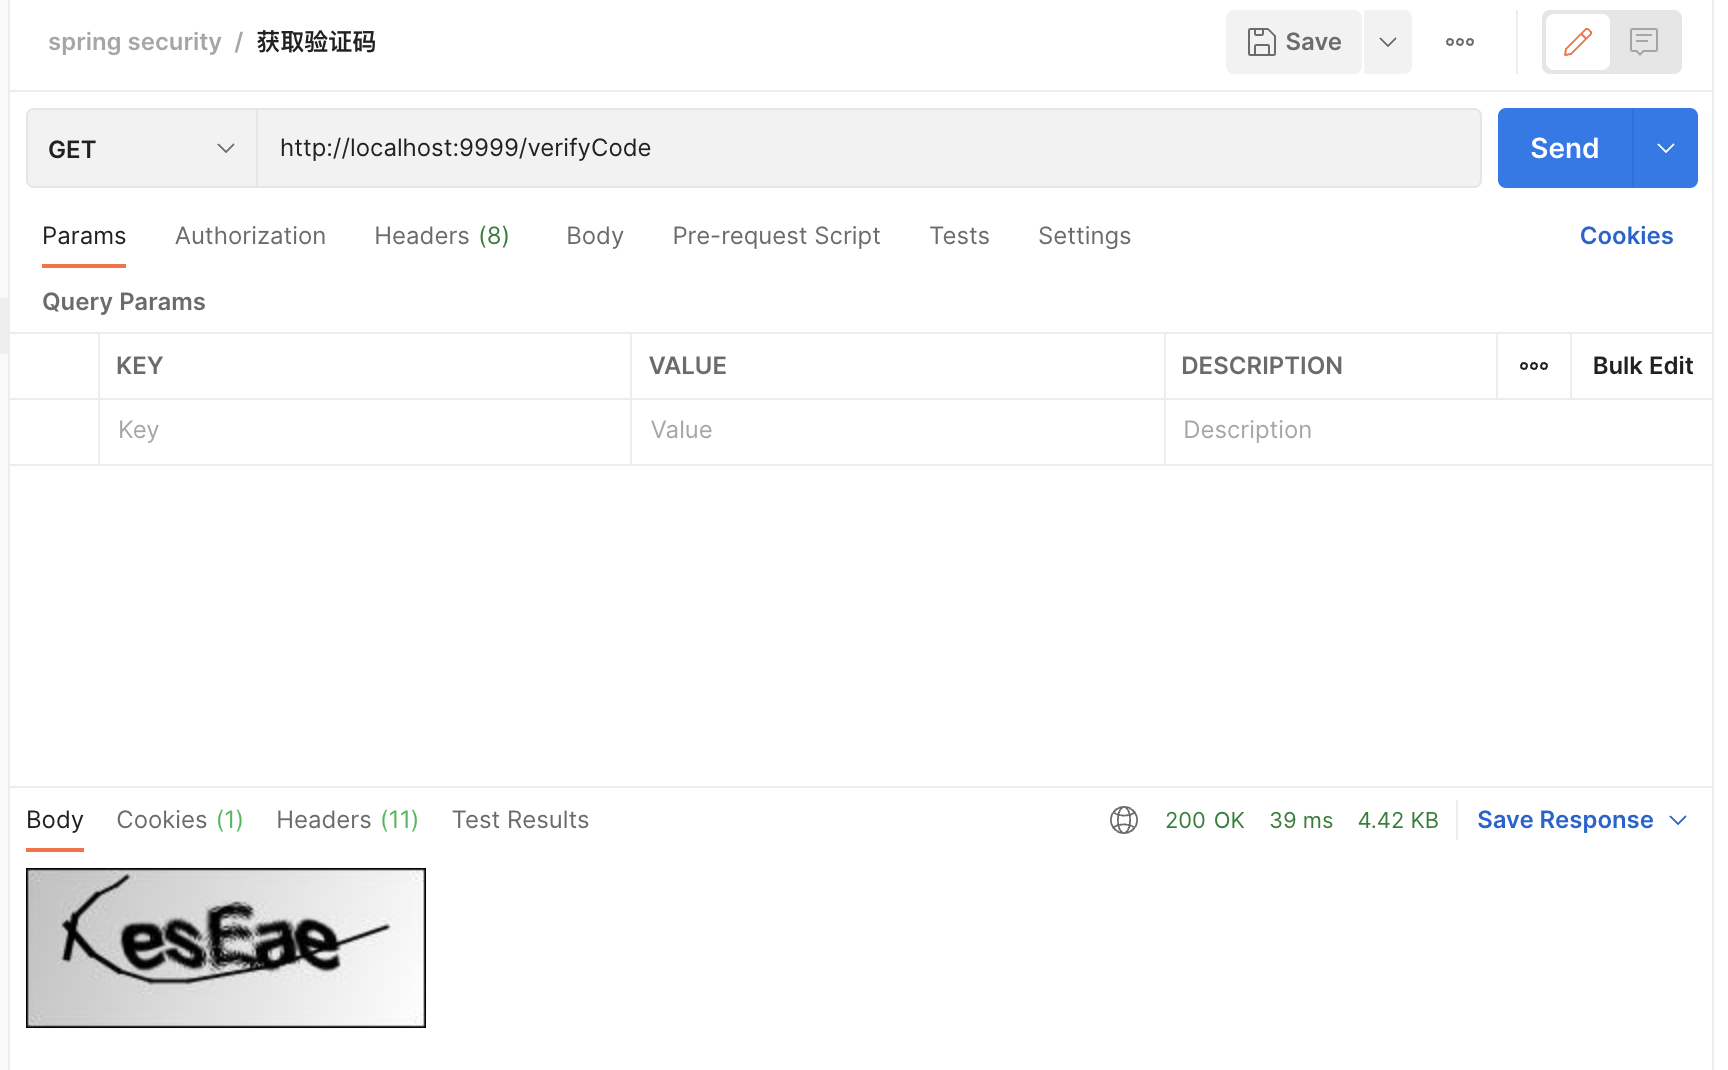 spring security / 获取验证码
Save
GET
http://localhost:9999/verifyCode
Send
Params Authorization Headers (8) Body Pre-request Script Tests Settings Cookies
Query Params
KEY VALUE DESCRIPTION Bulk Edit
Key Value Description
Body Cookies (1) Headers (11) Test Results 200 OK 39 ms 4.42 KB Save Response